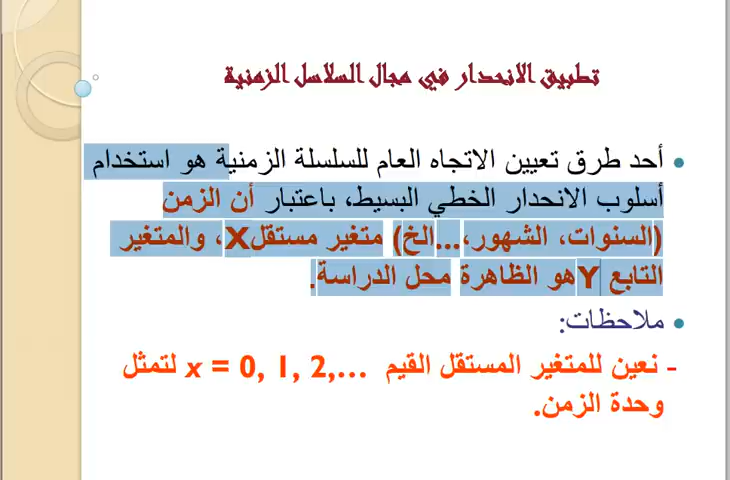 تطبيق الانحدار في مجال السلاسل الزمنية
• أحد طرق تعيين الاتجاه العام للسلسلة الزمنية هو استخدام
أسلوب الانحدار الخطي البسيط، باعتبار أن الزمن
(السنوات، الشهور،...الخ) متغير مستقلX، والمتغير
التابع Yهو الظاهرة محل الدراسة.
• ملاحظات:
- نعين للمتغير المستقل القيم x = 0, 1, 2,... لتمثل
وحدة الزمن.